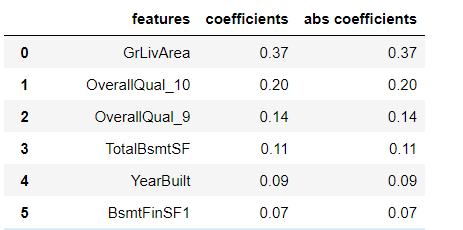 features coefficients abs coefficients
0 GrLivArea 0.37 0.37
1 OverallQual_10 0.20 0.20
2 OverallQual_9 0.14 0.14
3 TotalBsmtSF 0.11 0.11
4 YearBuilt 0.09 0.09
5 BsmtFinSF1 0.07 0.07